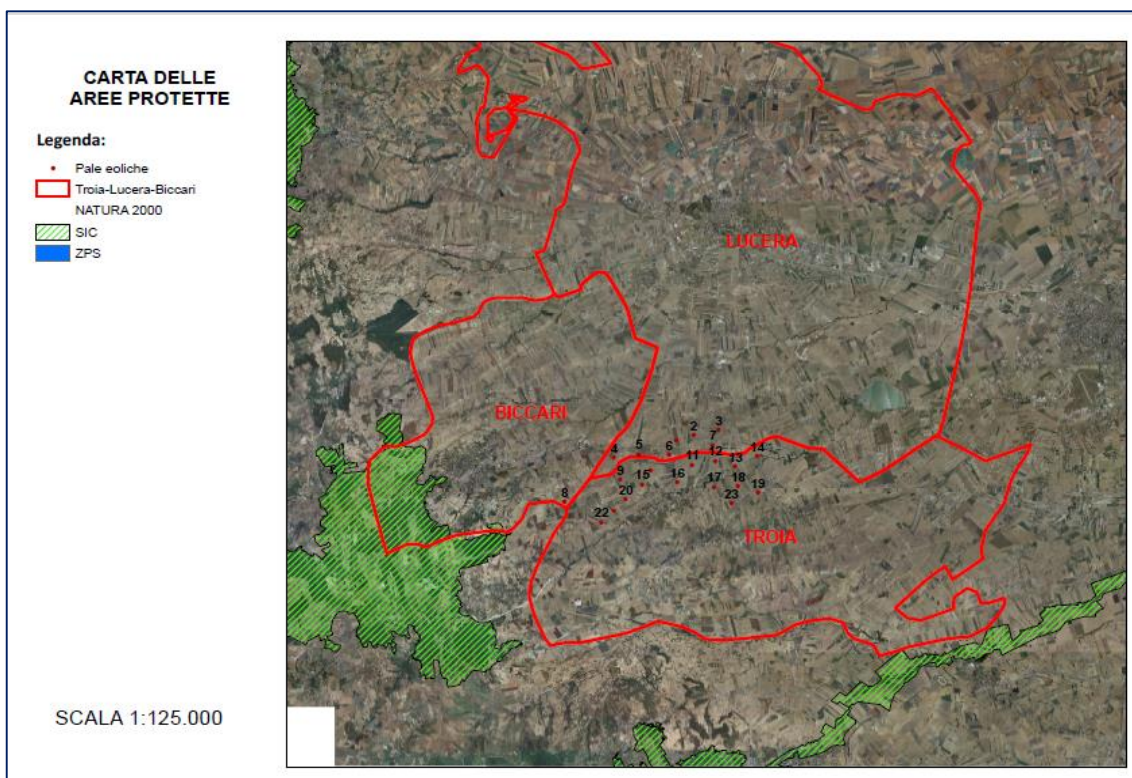 CARTA DELLE
AREE PROTETTE
Legenda:
Pale eoliche
Troia-Lucera-Biccari
NATURA 2000
SIC
ZPS
SCALA 1:125.000
LUCERA
BICCARI
TROIA
2
3
7
4
5
6
11
12
13
14
9
15
16
17
18
19
8
20
23
22